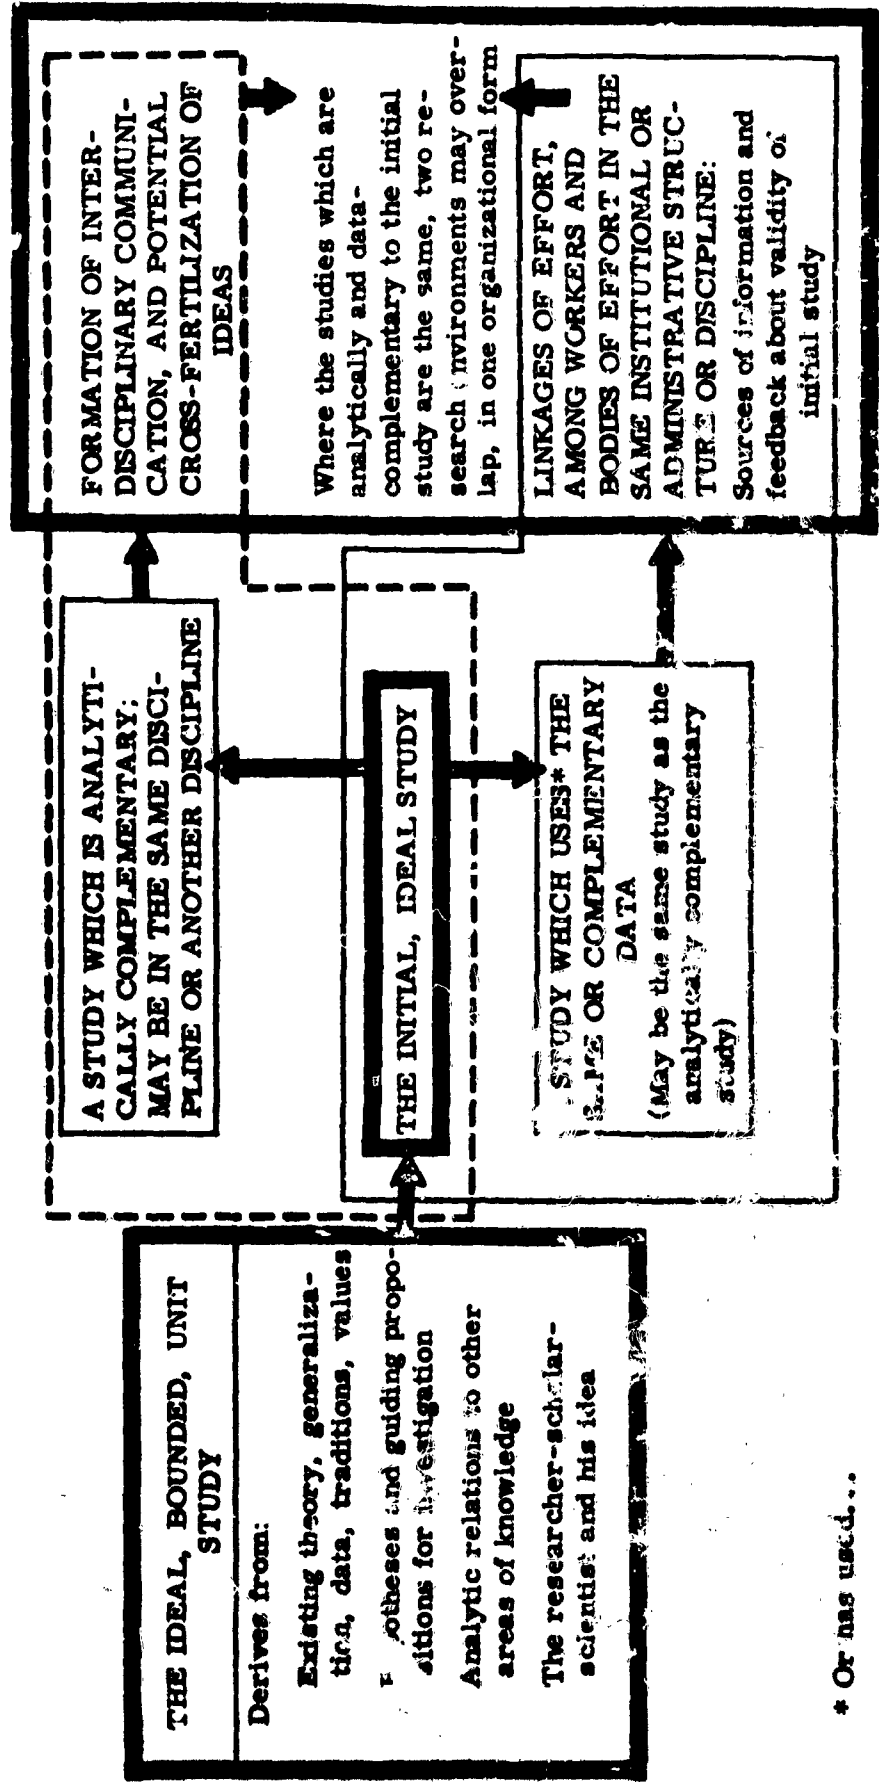 THE IDEAL, BOUNDED, UNIT
STUDY
Derives from:
Existing theory, generaliza-
tion, data, traditions, values
and guiding propo-
sitions for investigation
Analytic relations to other
areas of knowledge
The researcher-scholar-
scientist and his idea
A STUDY WHICH IS ANALYTI-
CALLY COMPLEMENTARY;
MAY BE IN THE SAME DISCI-
PLINE OR ANOTHER DISCIPLINE
THE INITIAL, IDEAL STUDY
STUDY WHICH USES* THE
SAME OR COMPLEMENTARY
DATA
(May be the same study as the
analytically complementary
study)
FORMATION OF INTER-
DISCIPLINARY COMMUNI-
CATION, AND POTENTIAL
CROSS-FERTILIZATION OF
IDEAS
Where the studies which are
analytically and data-
complementary to the initial
study are the same, two re-
search environments may over-
lap, in one organizational form
LINKAGES OF EFFORT,
AMONG WORKERS AND
BODIES OF EFFORT IN THE
SAME INSTITUTIONAL OR
ADMINISTRATIVE STRUC-
TURE OR DISCIPLINE:
Sources of information and
feedback about validity of
initial study
* Or has used...